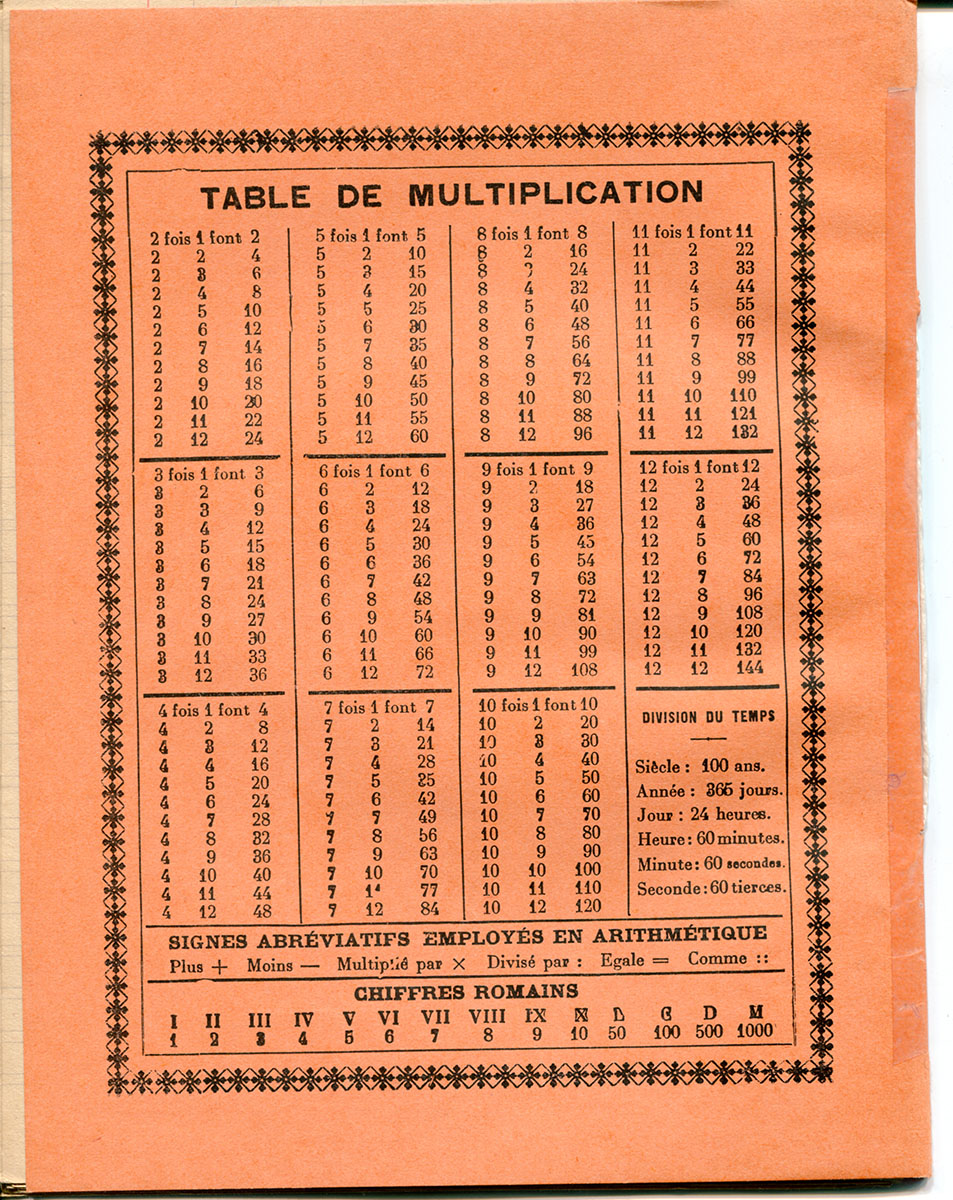 TABLE DE MULTIPLICATION
2 fois 1 font 2
2 2 4
2 3 6
2 4 8
2 5 10
2 6 12
2 7 14
2 8 16
2 9 18
2 10 20
2 11 22
2 12 24
3 fois 1 font 3
3 2 6
3 3 9
3 4 12
3 5 15
3 6 18
3 7 21
3 8 24
3 9 27
3 10 30
3 11 33
3 12 36
4 fois 1 font 4
4 2 8
4 3 12
4 4 16
4 5 20
4 6 24
4 7 28
4 8 32
4 9 36
4 10 40
4 11 44
4 12 48
5 fois 1 font 5
5 2 10
5 3 15
5 4 20
5 5 25
5 6 30
5 7 35
5 8 40
5 9 45
5 10 50
5 11 55
5 12 60
6 fois 1 font 6
6 2 12
6 3 18
6 4 24
6 5 30
6 6 36
6 7 42
6 8 48
6 9 54
6 10 60
6 11 66
6 12 72
7 fois 1 font 7
7 2 14
7 3 21
7 4 28
7 5 35
7 6 42
7 7 49
7 8 56
7 9 63
7 10 70
7 11 77
7 12 84
8 fois 1 font 8
8 2 16
8 3 24
8 4 32
8 5 40
8 6 48
8 7 56
8 8 64
8 9 72
8 10 80
8 11 88
8 12 96
9 fois 1 font 9
9 2 18
9 3 27
9 4 36
9 5 45
9 6 54
9 7 63
9 8 72
9 9 81
9 10 90
9 11 99
9 12 108
10 fois 1 font 10
10 2 20
10 3 30
10 4 40
10 5 50
10 6 60
10 7 70
10 8 80
10 9 90
10 10 100
10 11 110
10 12 120
11 fois 1 font 11
11 2 22
11 3 33
11 4 44
11 5 55
11 6 66
11 7 77
11 8 88
11 9 99
11 10 110
11 11 121
11 12 132
12 fois 1 font 12
12 2 24
12 3 36
12 4 48
12 5 60
12 6 72
12 7 84
12 8 96
12 9 108
12 10 120
12 11 132
12 12 144
DIVISION DU TEMPS
Siècle : 100 ans.
Année : 365 jours.
Jour : 24 heures.
Heure : 60 minutes.
Minute : 60 secondes.
Seconde : 60 tierces.
SIGNES ABRÉVIATIFS EMPLOYÉS EN ARITHMÉTIQUE
Plus + Moins — Multiplié par × Divisé par : Egale = Comme ::
CHIFFRES ROMAINS
I II III IV V VI VII VIII IX X L C D M
1 2 3 4 5 6 7 8 9 10 50 100 500 1000